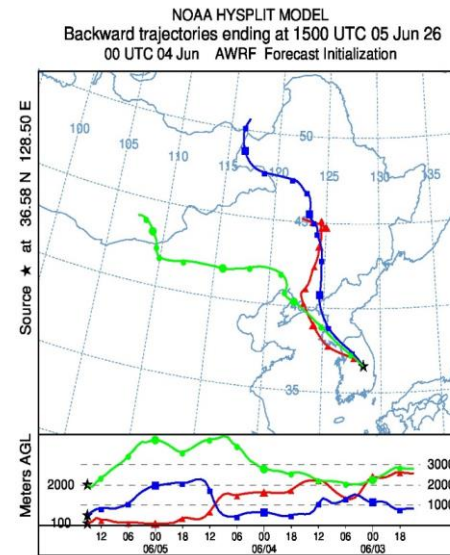 NOAA HYSPLIT MODEL
Backward trajectories ending at 1500 UTC 05 Jun 26
00 UTC 04 Jun AWRF Forecast Initialization
Source ★ at 36.58 N 128.50 E
100
105
110
115
120
125
130
135
50
45
35
Meters AGL
2000
100
3000
2000
1000
12 06 00 18 12 06 00 18 12 06 00 18
06/05 06/04 06/03